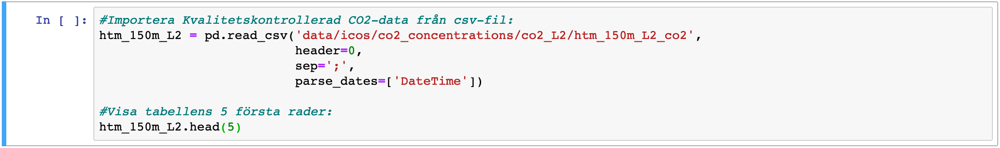 In [ ]: #Importera Kvalitetskontrollerad CO2-data från csv-fil:
htm_150m_L2 = pd.read_csv('data/icos/co2_concentrations/co2_L2/htm_150m_L2_co2',
header=0,
sep=';',
parse_dates=['DateTime'])
#Visa tabellens 5 första rader:
htm_150m_L2.head(5)